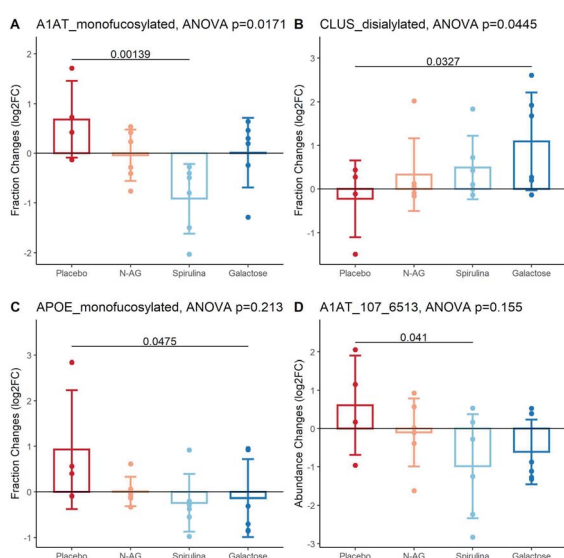 A A1AT_monofucosylated, ANOVA p=0.0171
0.00139
2
1
0
-1
-2
Fraction Changes (log2FC)
Placebo N-AG Spirulina Galactose
B CLUS_disialylated, ANOVA p=0.0445
0.0327
3
2
1
0
-1
Fraction Changes (log2FC)
Placebo N-AG Spirulina Galactose
C APOE_monofucosylated, ANOVA p=0.213
0.0475
3
2
1
0
-1
Fraction Changes (log2FC)
Placebo N-AG Spirulina Galactose
D A1AT_107_6513, ANOVA p=0.155
0.041
2
1
0
-1
-2
-3
Abundance Changes (log2FC)
Placebo N-AG Spirulina Galactose